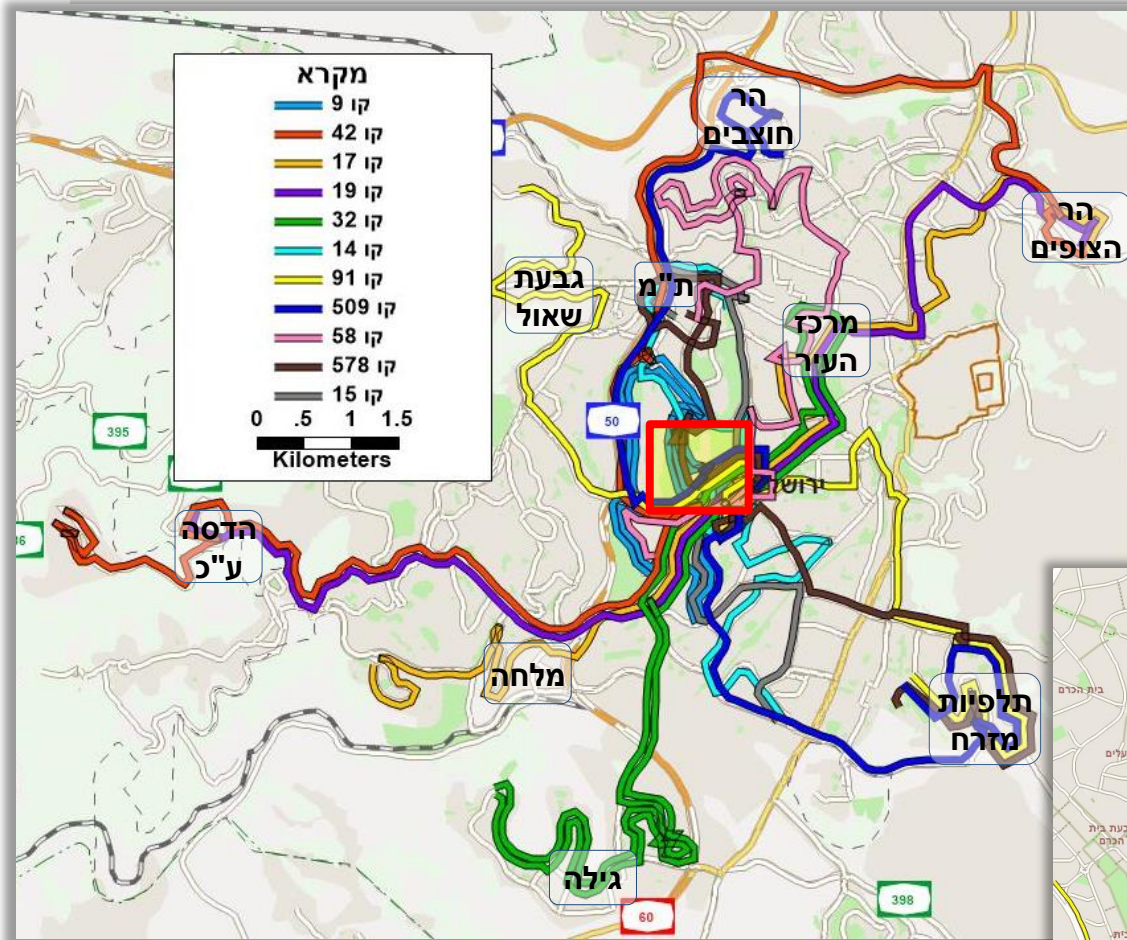 מקרא
קו 9
קו 42
קו 17
קו 19
קו 32
קו 14
קו 91
קו 509
קו 58
קו 578
קו 15
0 .5 1 1.5
Kilometers
הר
חוצבים
הר
הצופים
גבעת
שאול
ת"מ
מרכז
העיר
50
395
הדסה
ע"כ
מלחה
תלפיות
מזרח
גילה
60
398
בית הכרם